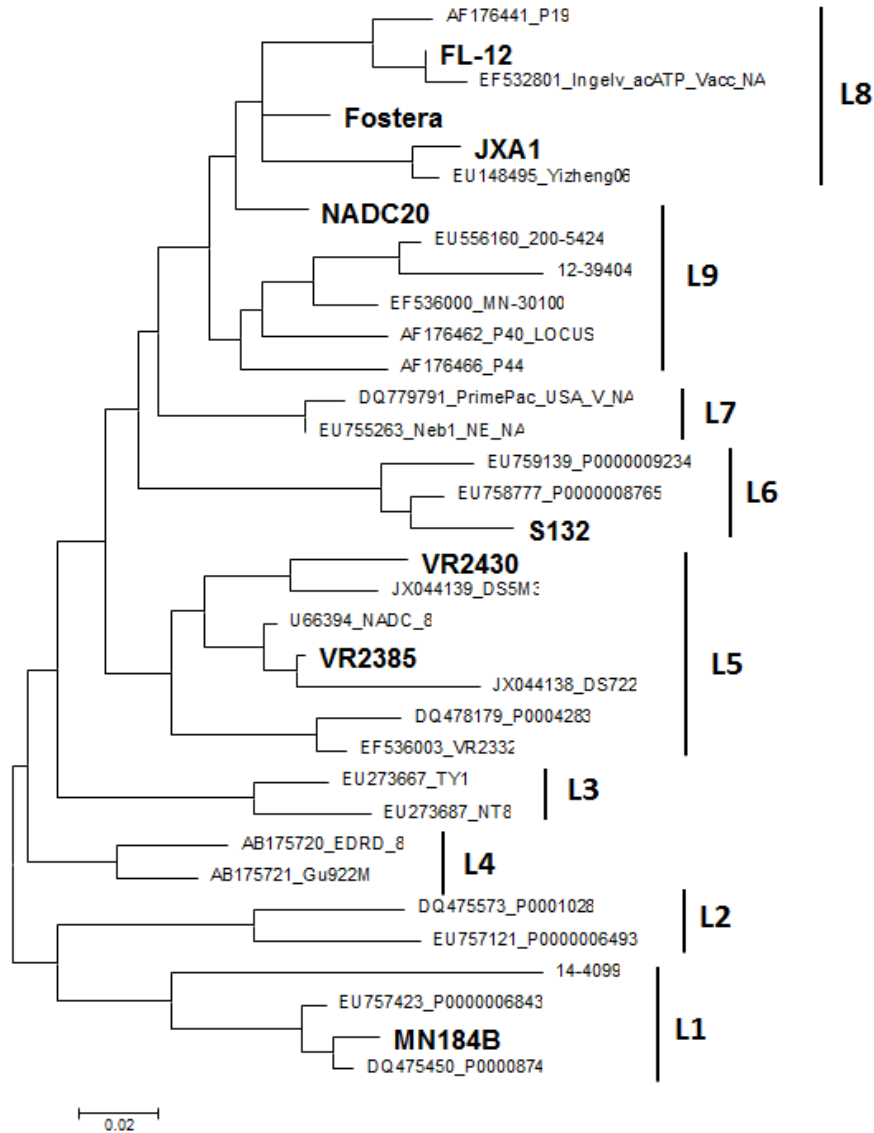 AF176441_P19
FL-12
EF532801_Ingelv_acATP_Vacc_NA
L8
Fostera
JXA1
EU148495_Yizheng06
NADC20
EU556160_200-5424
12-39404
L9
EF536000_MN-30100
AF176462_P40_LOCUS
AF176466_P44
DQ779791_PrimePac_USA_V_NA
L7
EU755263_Neb1_NE_NA
EU759139_P0000009234
EU758777_P0000008765
L6
S132
VR2430
JX044139_DS5M3
U66394_NADC_8
VR2385
L5
JX044138_DS722
DQ478179_P0004283
EF536003_VR2332
EU273667_TY1
L3
EU273687_NT8
AB175720_EDRD_8
L4
AB175721_Gu922M
DQ475573_P0001028
L2
EU757121_P0000006493
14-4099
EU757423_P0000006843
L1
MN184B
DQ475450_P0000874
0.02